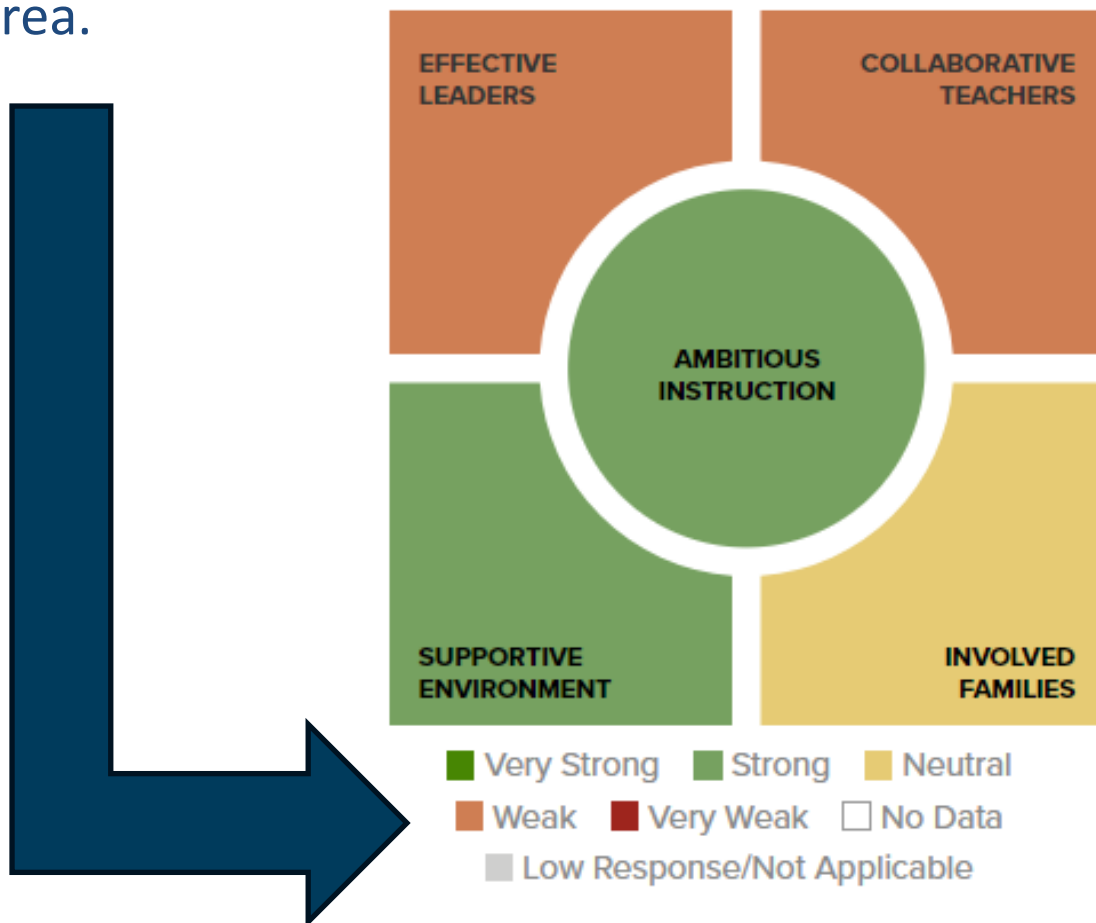 rea.
EFFECTIVE
LEADERS
COLLABORATIVE
TEACHERS
AMBITIOUS
INSTRUCTION
SUPPORTIVE
ENVIRONMENT
INVOLVED
FAMILIES
Very Strong Strong Neutral
Weak Very Weak No Data
Low Response/Not Applicable